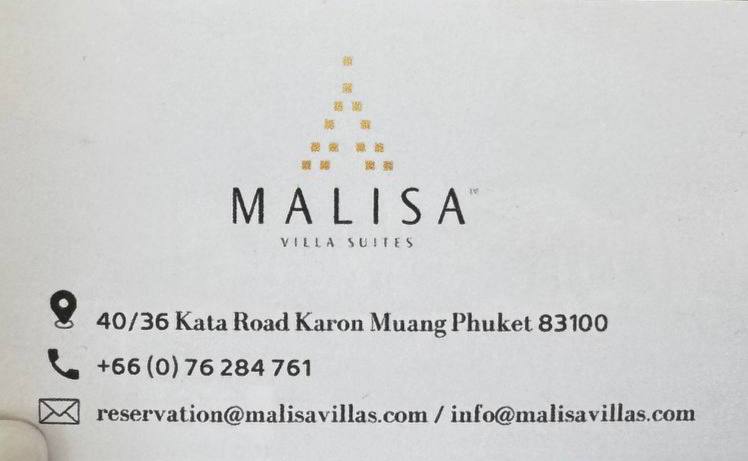 MALISA
VILLA SUITES
40/36 Kata Road Karon Muang Phuket 83100
+66 (0) 76 284 761
reservation@malisavillas.com / info@malisavillas.com